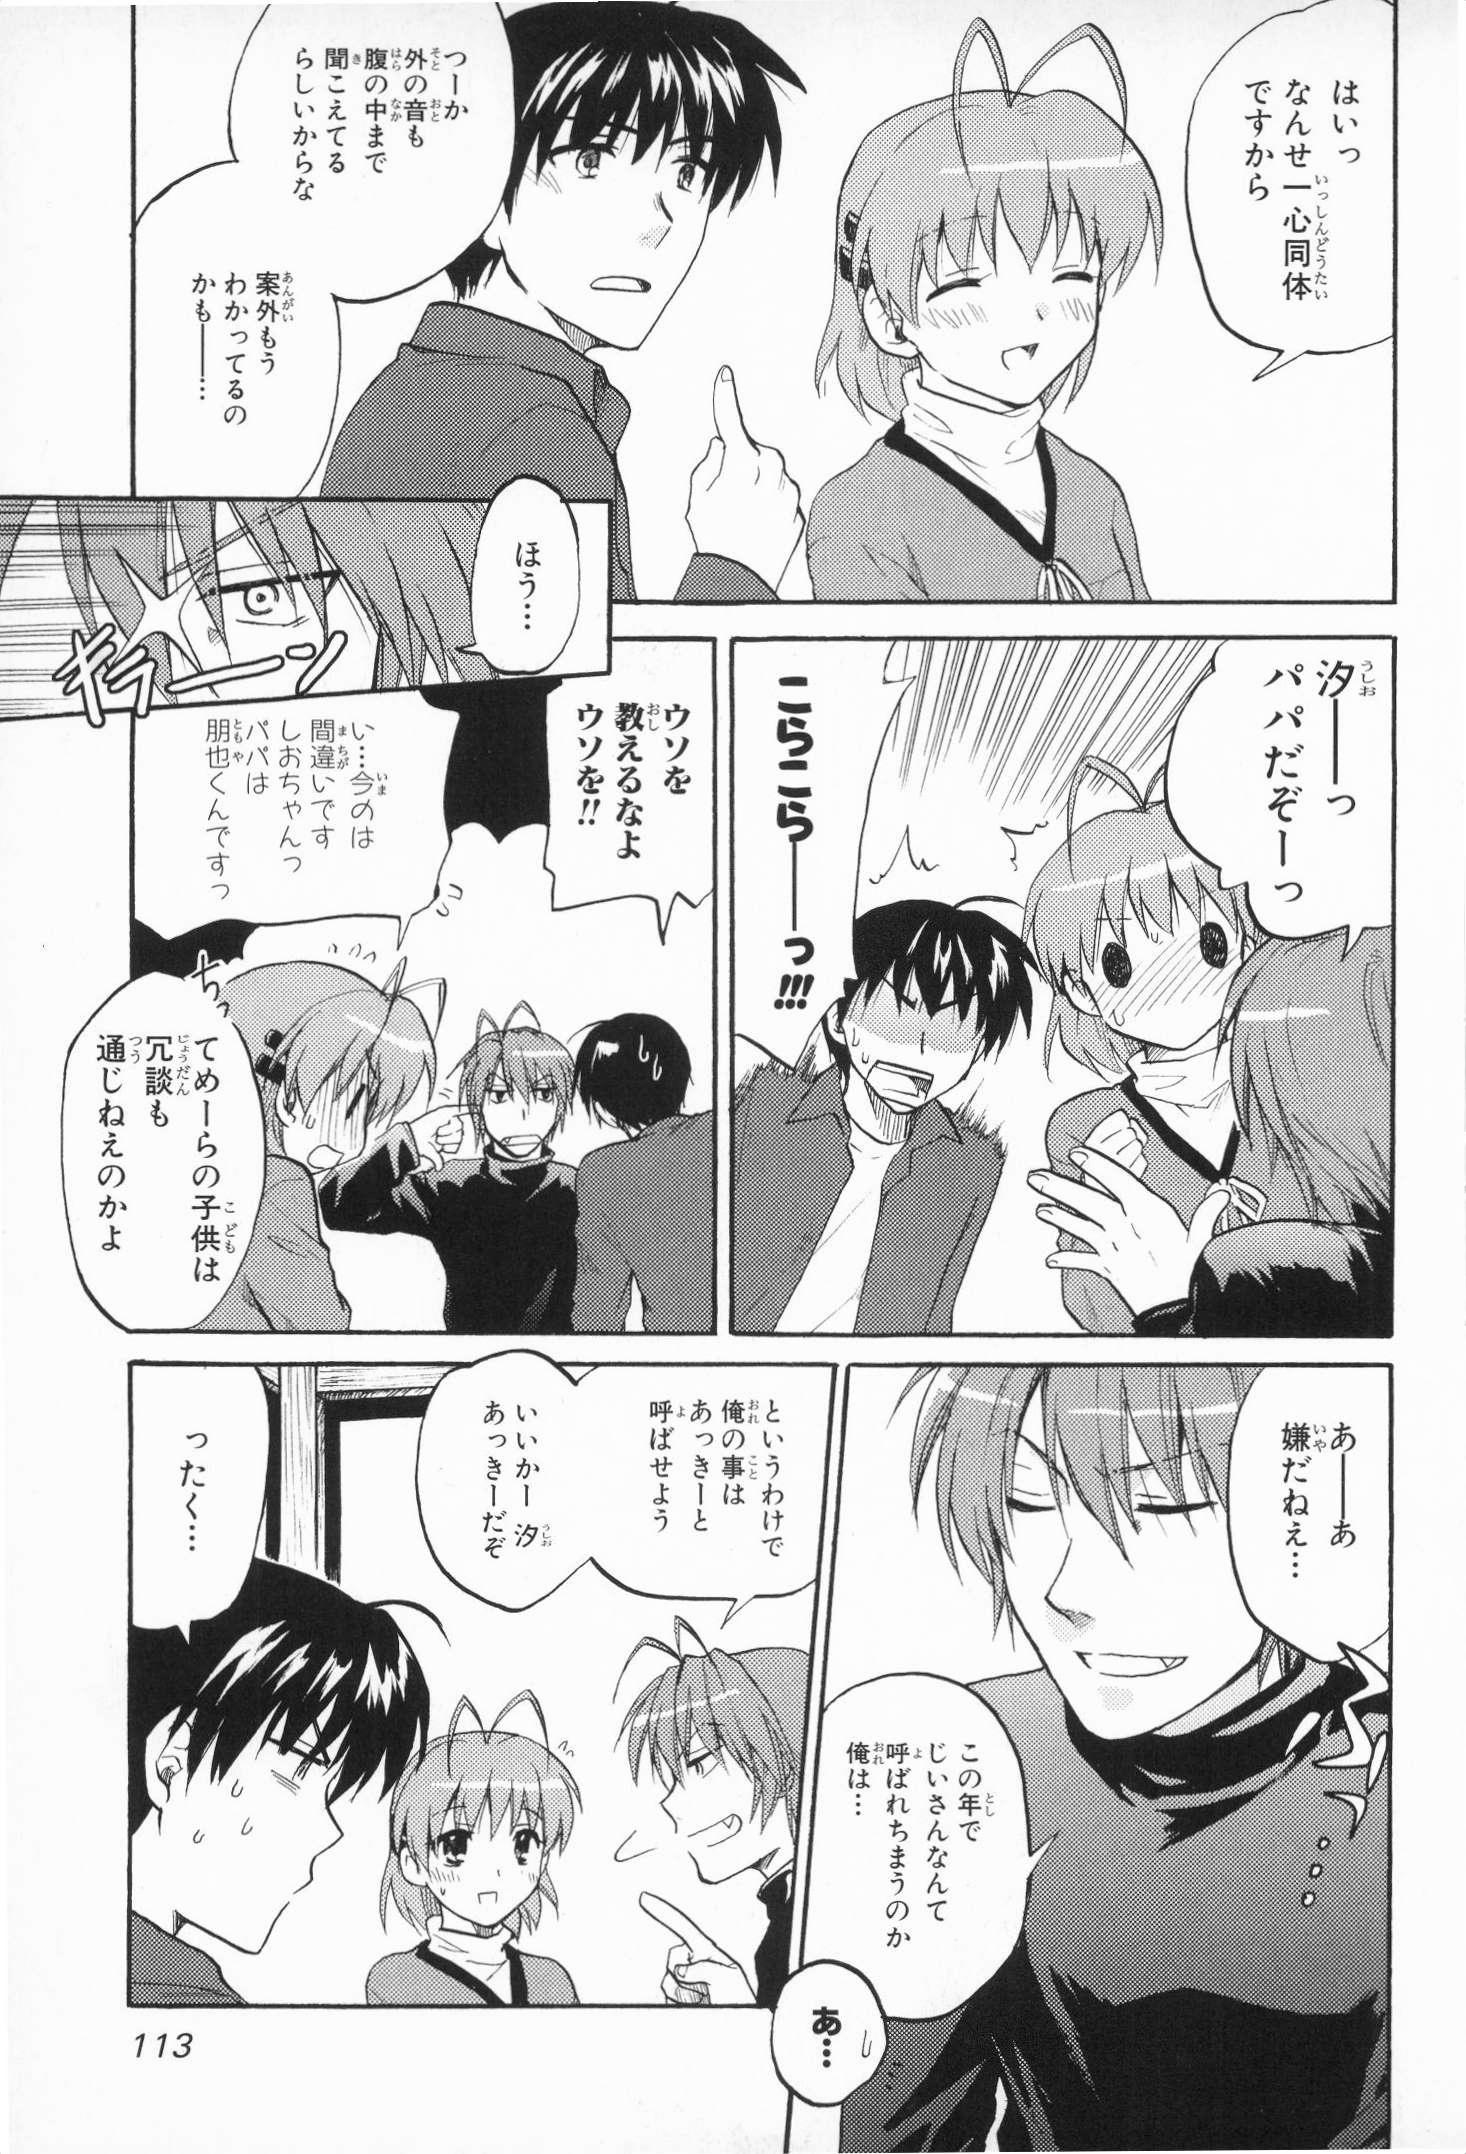 はいっ
なんせ一心同体
ですから
つーか
外の音も
腹の中まで
聞こえてる
らしいからな
案外もう
わかってるの
かも――…
ほう…
キラーン
汐――っ
パパだぞーっ
こらこら――っ!!!
ウソを
教えるなよ
ウソを!!
い…今のは
間違いです
しおちゃんっ
パパは
朋也くんですっ
ちっ
てめーらの子供は
冗談も
通じねえのかよ
あ――あ
嫌だねぇ…
この年で
じいさんなんて
呼ばれちまうのか
俺は…
あ…
というわけで
俺の事は
あっきーと
呼ばせよう
いいかー汐
あっきーだぞ
ったく…
113